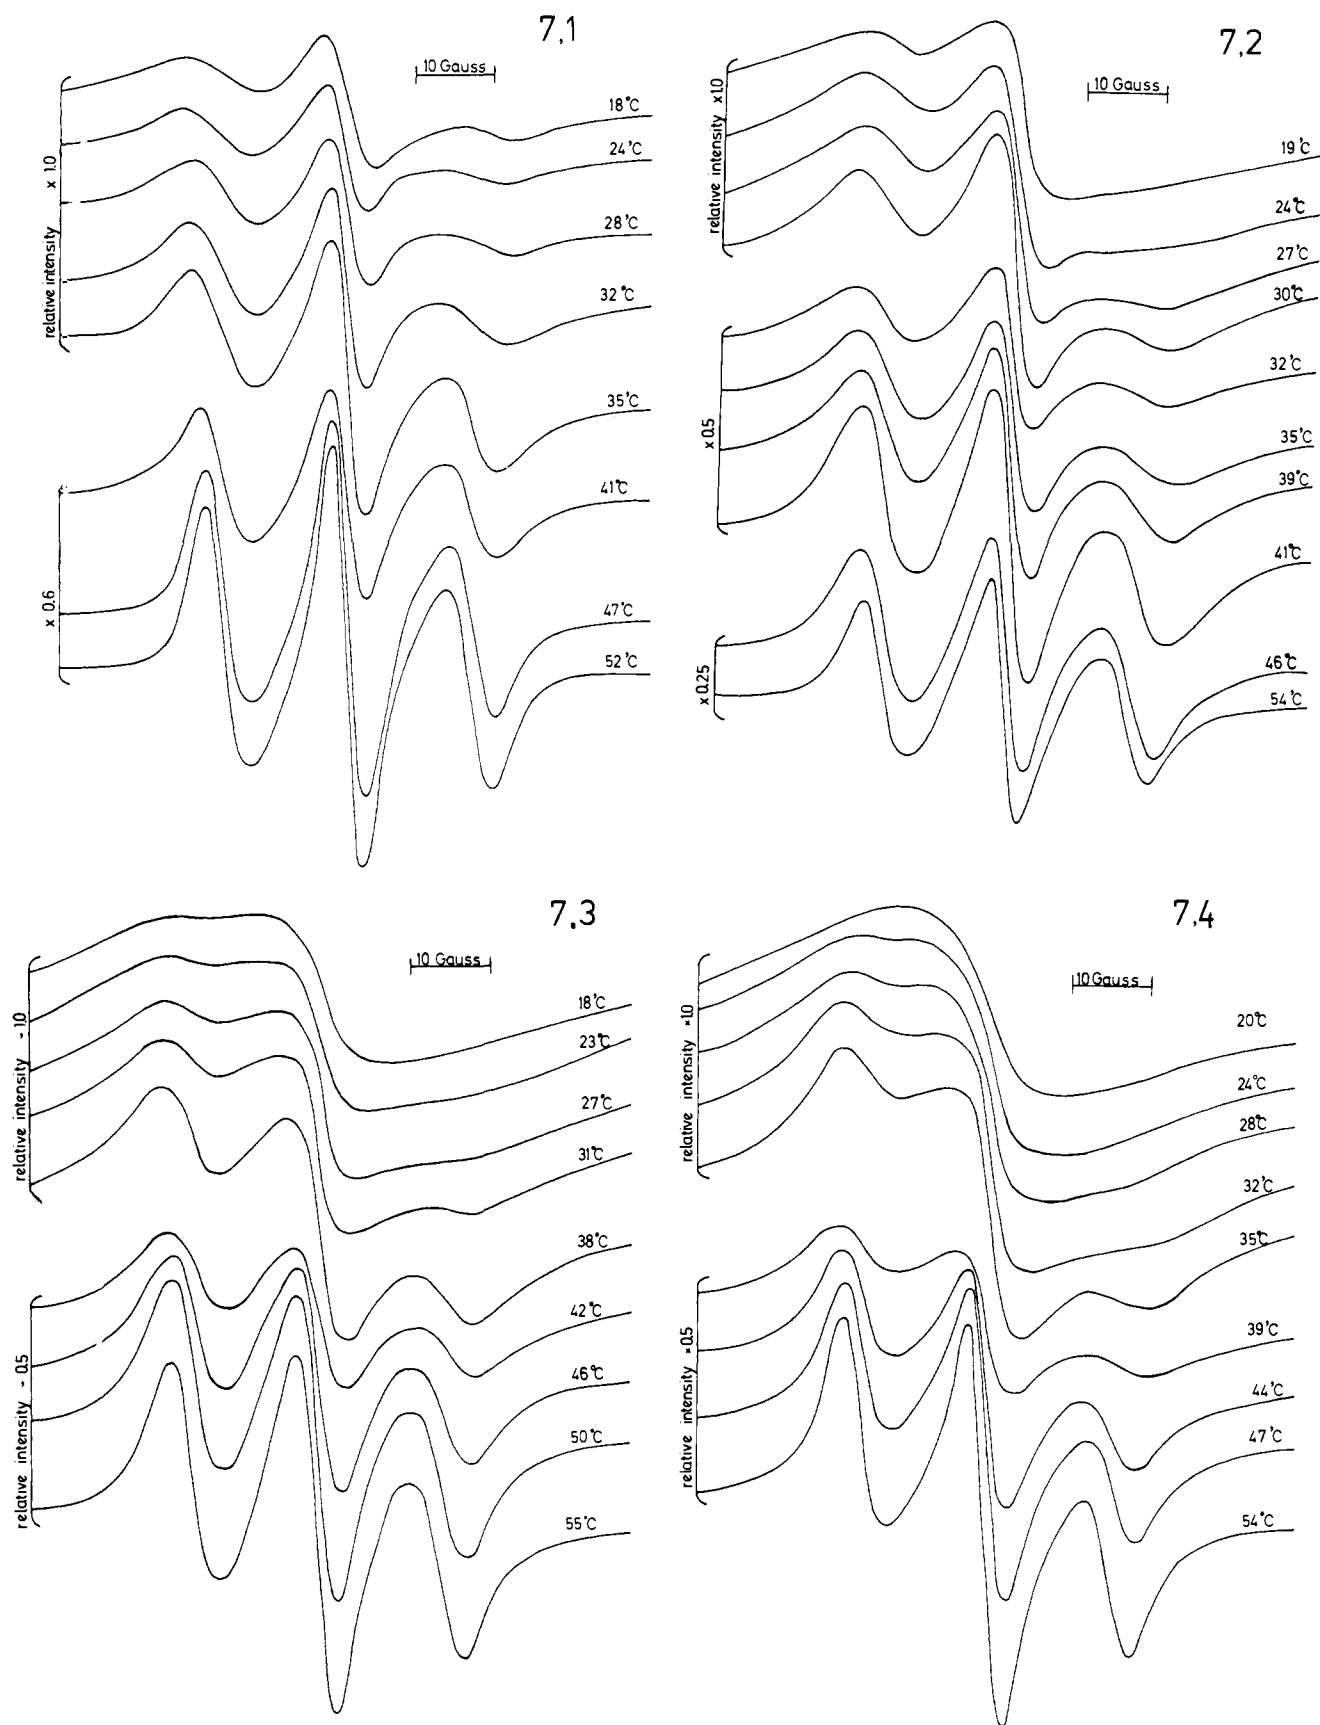 7,1
10 Gauss
18°C
24°C
28°C
32°C
35°C
41°C
47°C
52°C
relative intensity x 1.0
x 0.6
7,2
10 Gauss
19°C
24°C
27°C
30°C
32°C
35°C
39°C
41°C
46°C
54°C
relative intensity x1.0
x 0.5
x 0.25
7.3
10 Gauss
18°C
23°C
27°C
31°C
38°C
42°C
46°C
50°C
55°C
relative intensity - 1.0
relative intensity - 0.5
7,4
10 Gauss
20°C
24°C
28°C
32°C
35°C
39°C
44°C
47°C
54°C
relative intensity ×1.0
relative intensity ×0.5